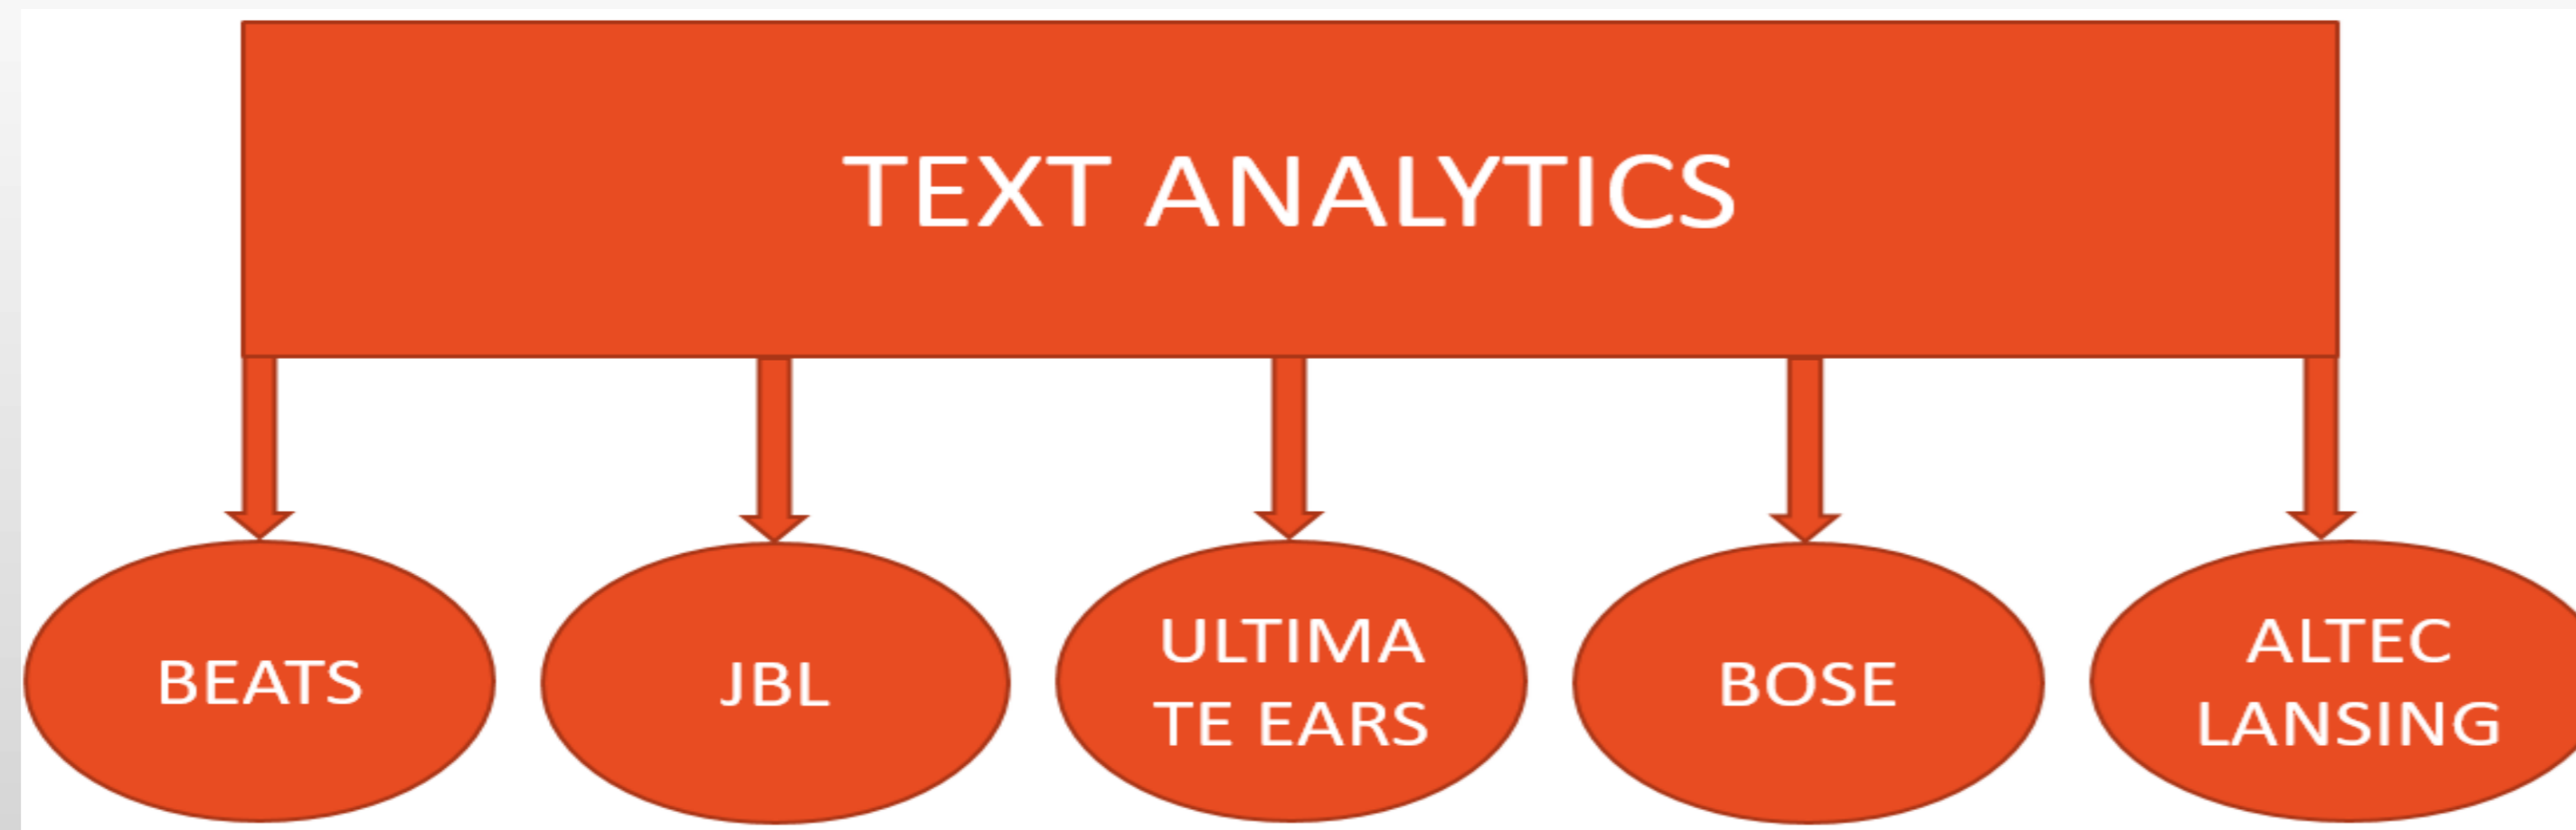 TEXT ANALYTICS
BEATS
JBL
ULTIMA
TE EARS
BOSE
ALTEC
LANSING